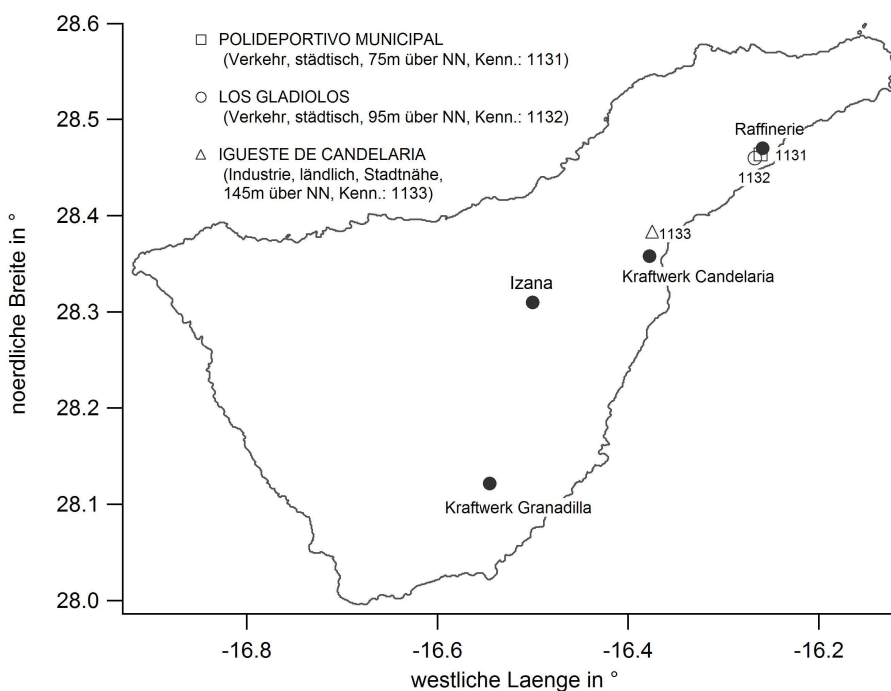 28.6
28.5
28.4
28.3
28.2
28.1
28.0
noerdliche Breite in °
POLIDEPORTIVO MUNICIPAL
(Verkehr, städtisch, 75m über NN, Kenn.: 1131)
LOS GLADIOLOS
(Verkehr, städtisch, 95m über NN, Kenn.: 1132)
IGUESTE DE CANDELARIA
(Industrie, ländlich, Stadtnähe,
145m über NN, Kenn.: 1133)
Raffinerie
1131
1132
1133
Kraftwerk Candelaria
Izana
Kraftwerk Granadilla
-16.8
-16.6
-16.4
-16.2
westliche Laenge in °